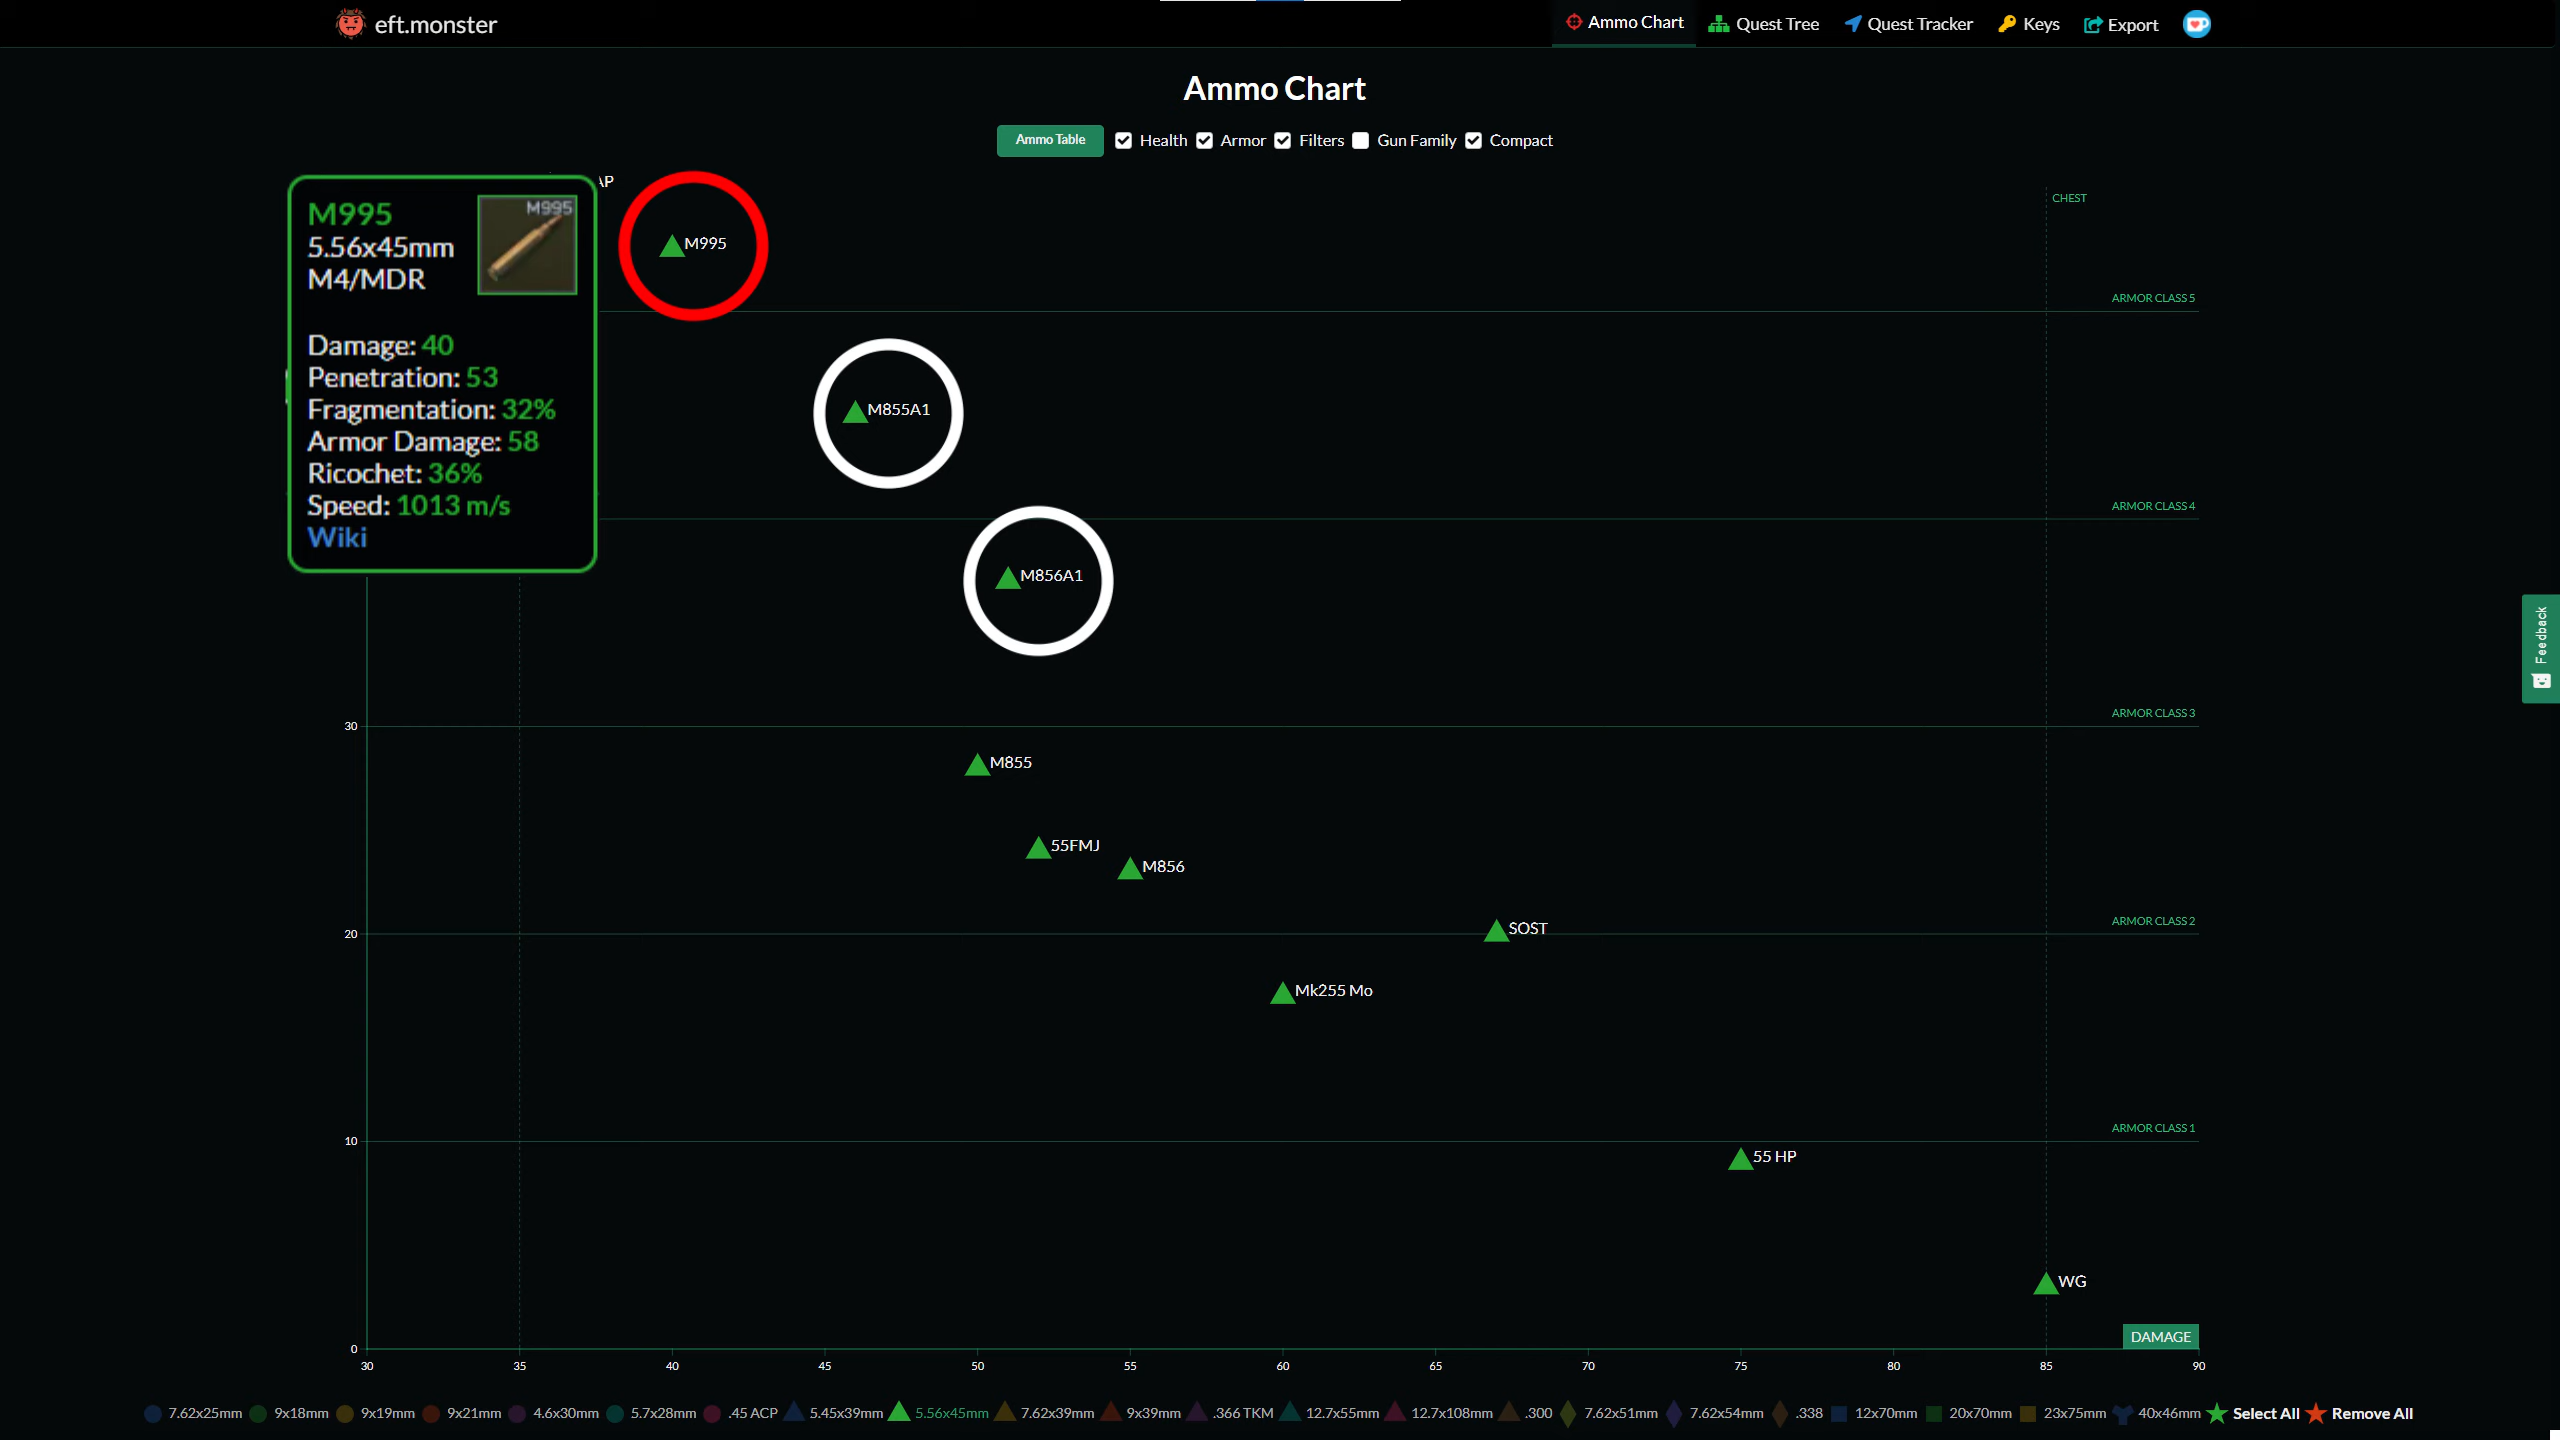 eft.monster
Ammo Chart
Quest Tree
Quest Tracker
Keys
Export
Ammo Chart
Ammo Table
Health
Armor
Filters
Gun Family
Compact
AP
M995
5.56x45mm
M4/MDR
M995
Damage: 40
Penetration: 53
Fragmentation: 32%
Armor Damage: 58
Ricochet: 36%
Speed: 1013 m/s
Wiki
M995
CHEST
ARMOR CLASS 5
M855A1
ARMOR CLASS 4
M856A1
Feedback
ARMOR CLASS 3
30
M855
55FMJ
M856
ARMOR CLASS 2
20
SOST
Mk255 Mo
ARMOR CLASS 1
10
55 HP
WG
DAMAGE
0
30 35 40 45 50 55 60 65 70 75 80 85 90
7.62x25mm 9x18mm 9x19mm 9x21mm 4.6x30mm 5.7x28mm .45 ACP 5.45x39mm 5.56x45mm 7.62x39mm 9x39mm .366 TKM 12.7x55mm 12.7x108mm .300 7.62x51mm 7.62x54mm .338 12x70mm 20x70mm 23x75mm 40x46mm Select All Remove All